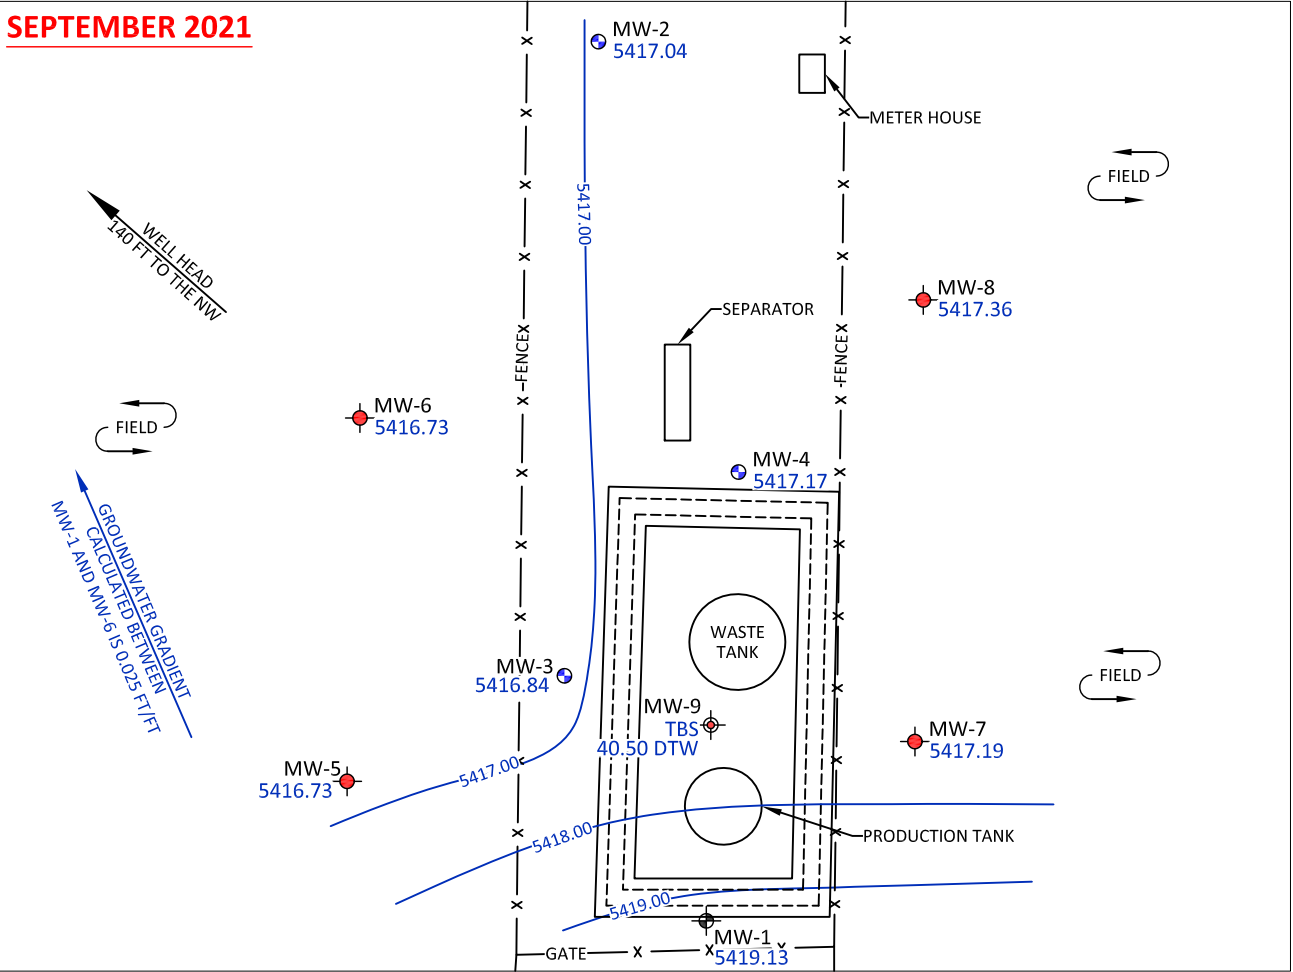 SEPTEMBER 2021
MW-2
5417.04
METER HOUSE
FIELD
5417.00
WELL HEAD
140 FT TO THE NW
MW-8
5417.36
SEPARATOR
FENCE
FENCE
MW-6
5416.73
FIELD
MW-4
5417.17
GROUNDWATER GRADIENT
CALCULATED BETWEEN
MW-1 AND MW-6 IS 0.025 FT/FT
WASTE
TANK
MW-3
5416.84
FIELD
MW-9
TBS
40.50 DTW
MW-7
5417.19
MW-5
5416.73
5417.00
5418.00
PRODUCTION TANK
5419.00
MW-1
5419.13
GATE